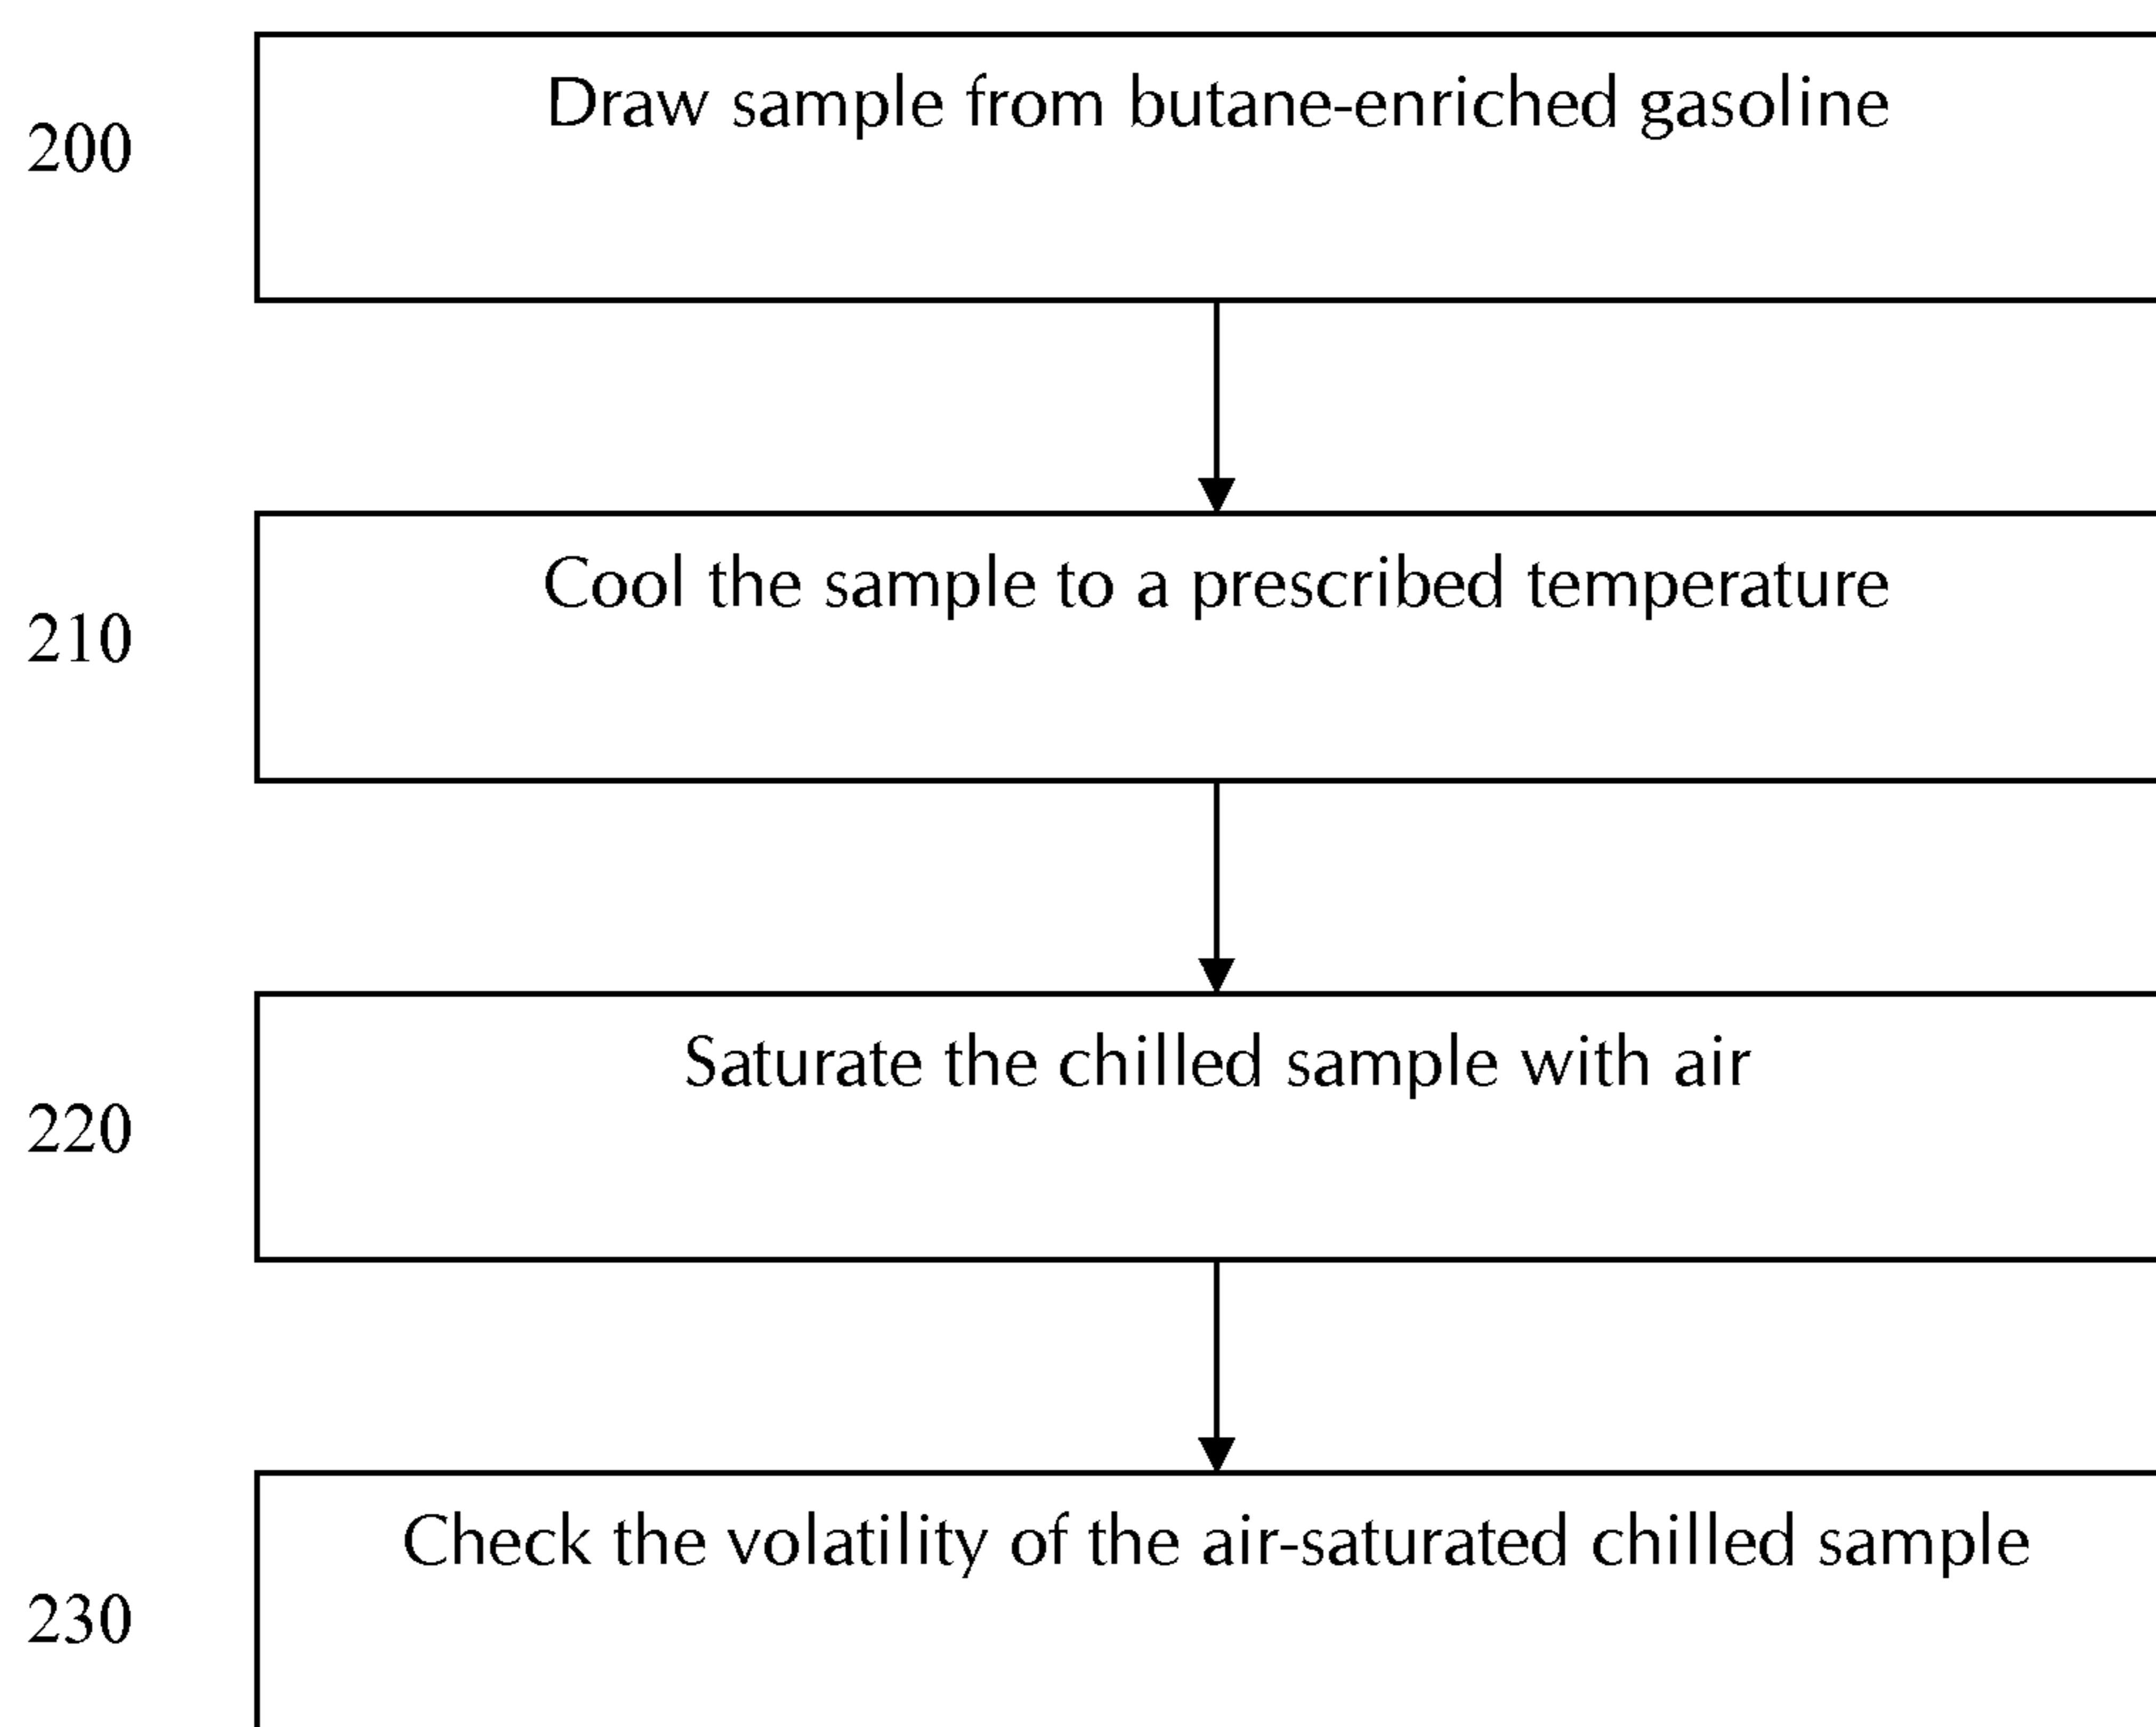 Draw sample from butane-enriched gasoline
200
Cool the sample to a prescribed temperature
210
Saturate the chilled sample with air
220
Check the volatility of the air-saturated chilled sample
230